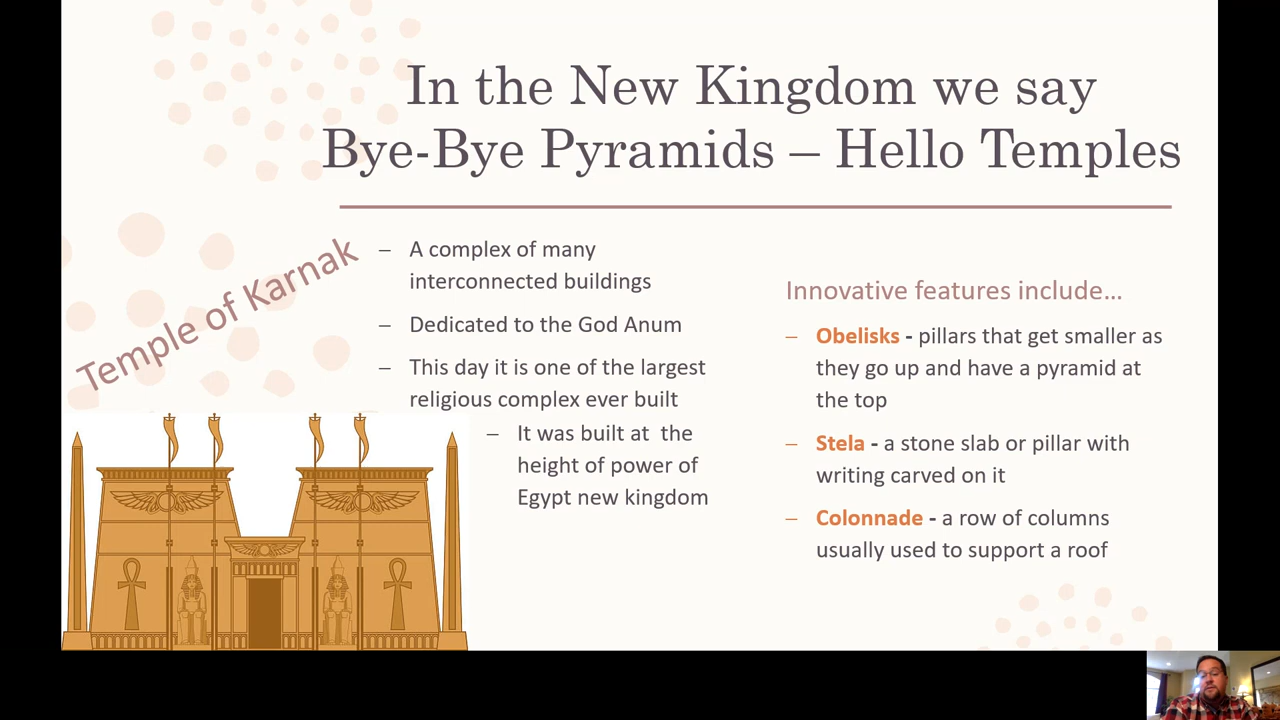 In the New Kingdom we say
Bye-Bye Pyramids – Hello Temples
Temple of Karnak
– A complex of many
interconnected buildings
– Dedicated to the God Anum
– This day it is one of the largest
religious complex ever built
– It was built at the
height of power of
Egypt new kingdom
Innovative features include…
– Obelisks - pillars that get smaller as
they go up and have a pyramid at
the top
– Stela - a stone slab or pillar with
writing carved on it
– Colonnade - a row of columns
usually used to support a roof